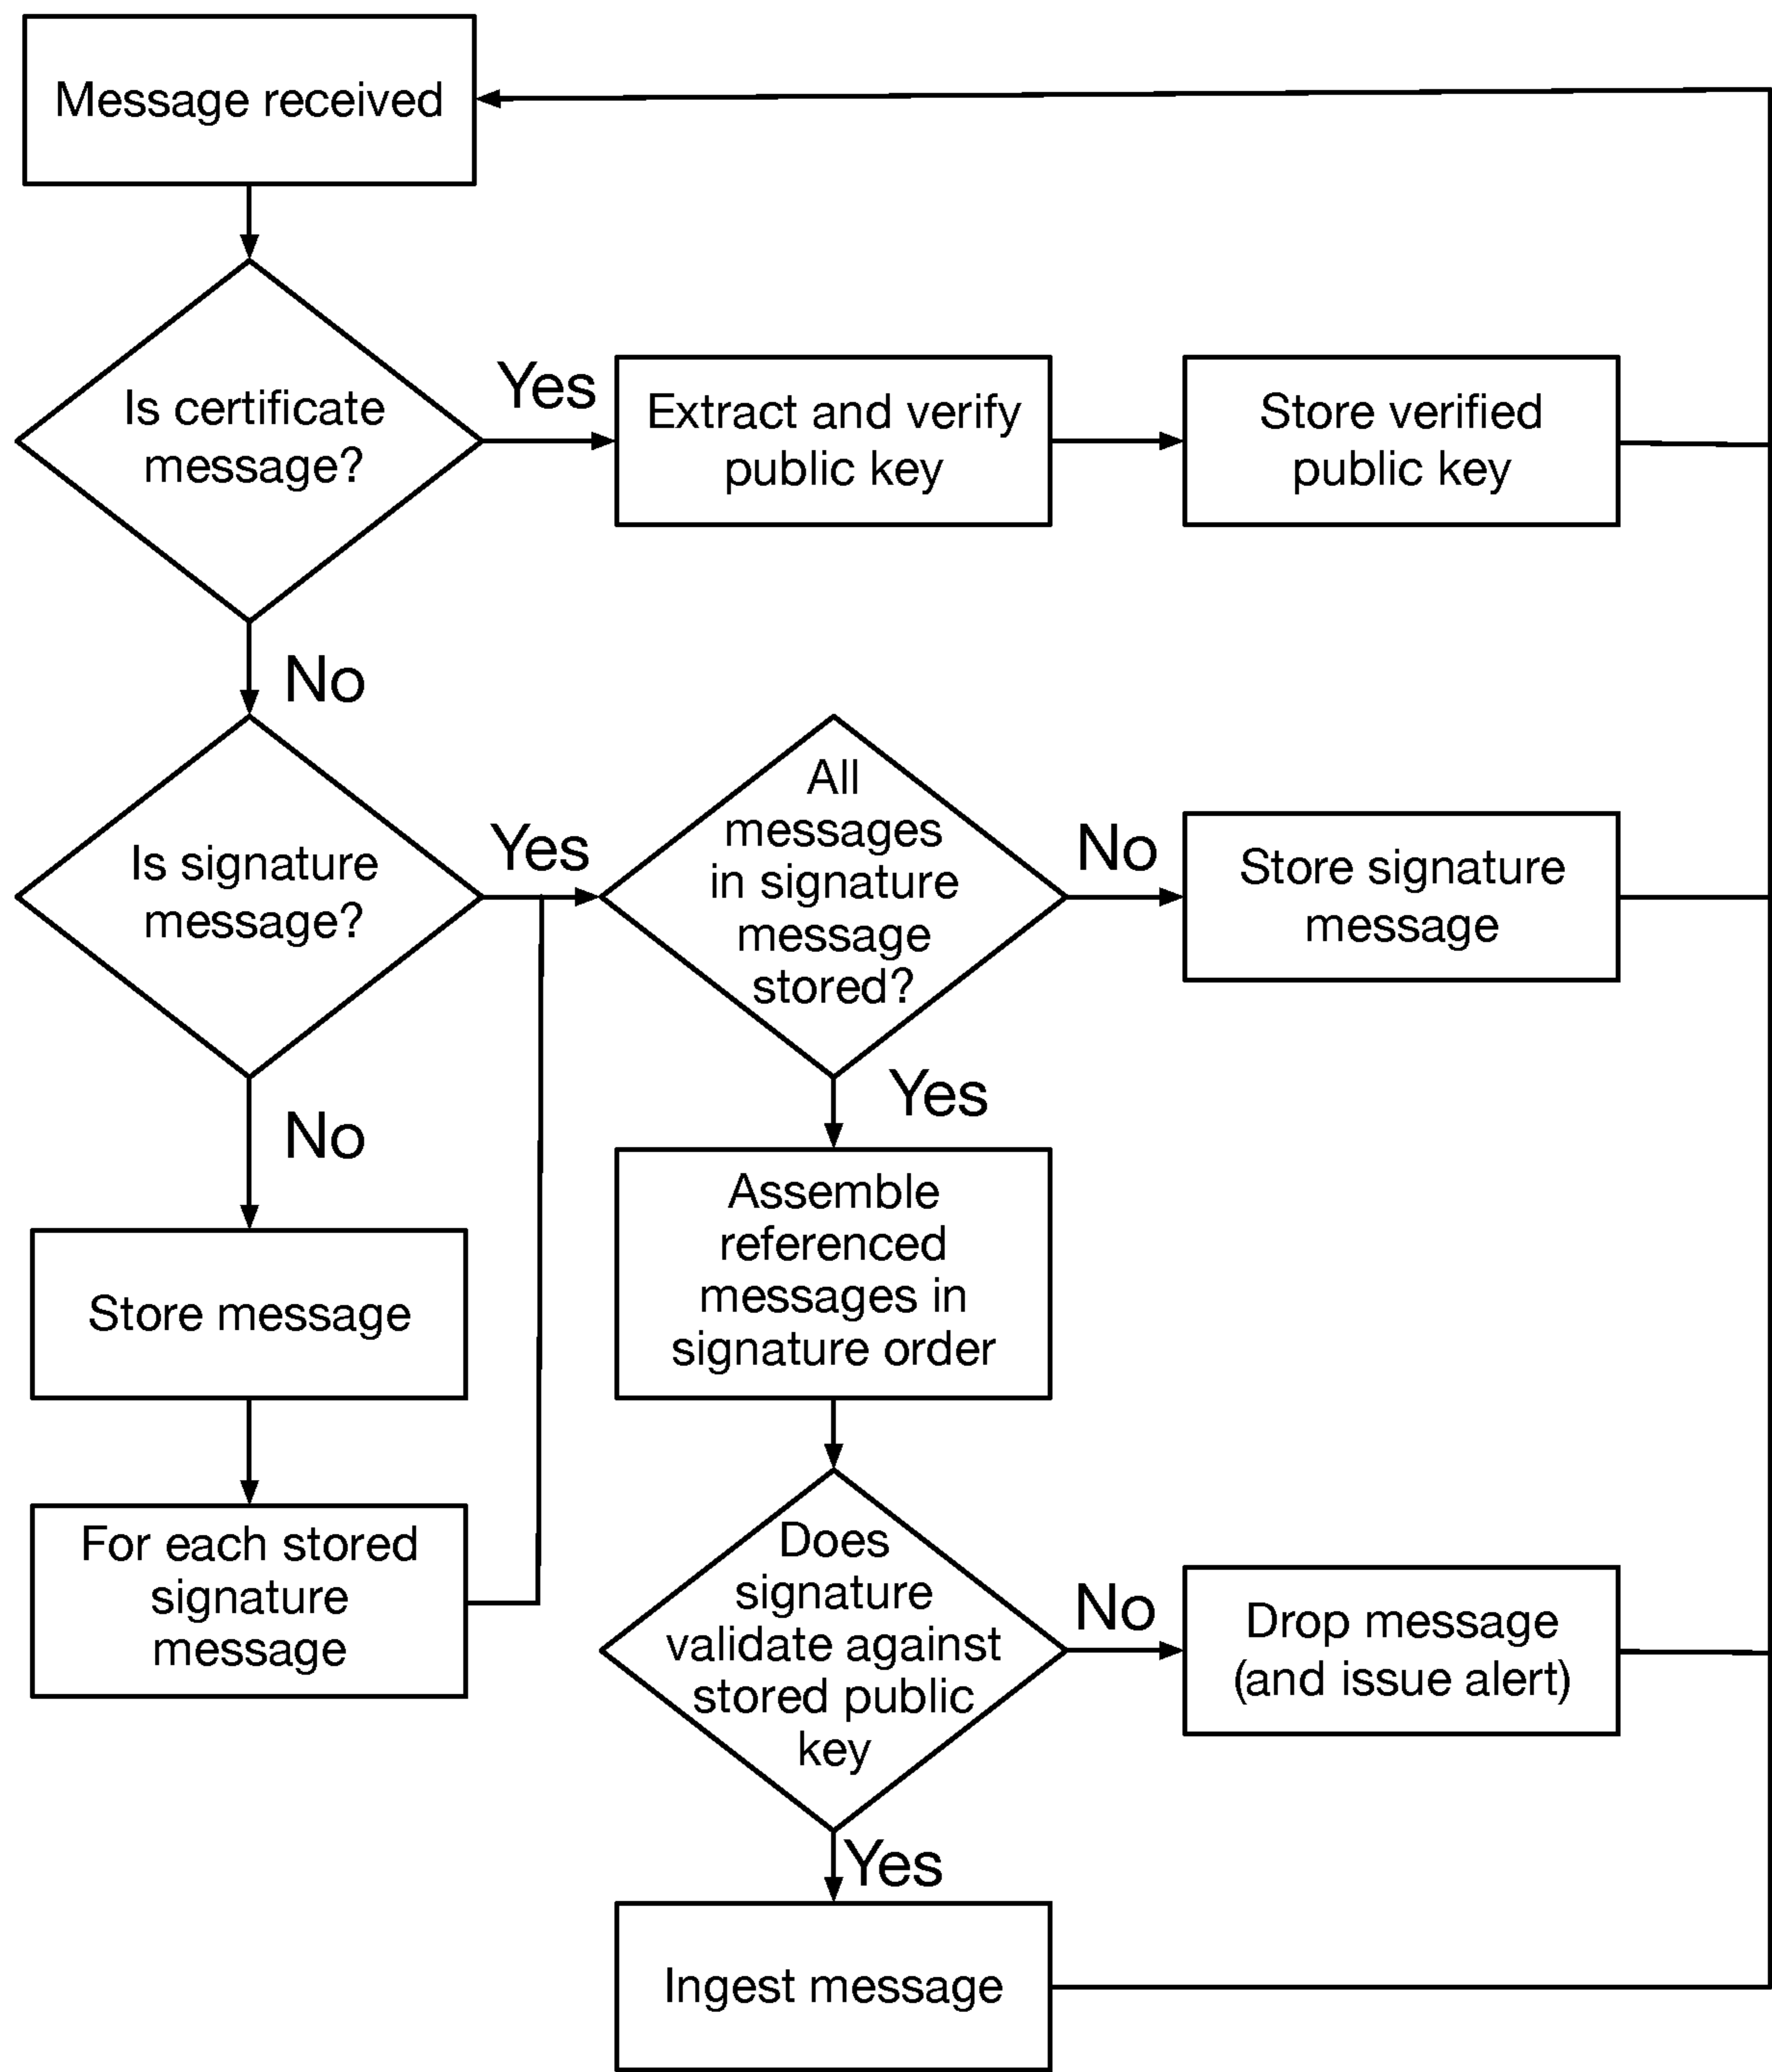 Message received
Is certificate
message?
Yes
Extract and verify
public key
Store verified
public key
No
Is signature
message?
Yes
All
messages
in signature
message
stored?
No
Store signature
message
No
Yes
Store message
Assemble
referenced
messages in
signature order
For each stored
signature
message
Does
signature
validate against
stored public
key
No
Drop message
(and issue alert)
Yes
Ingest message